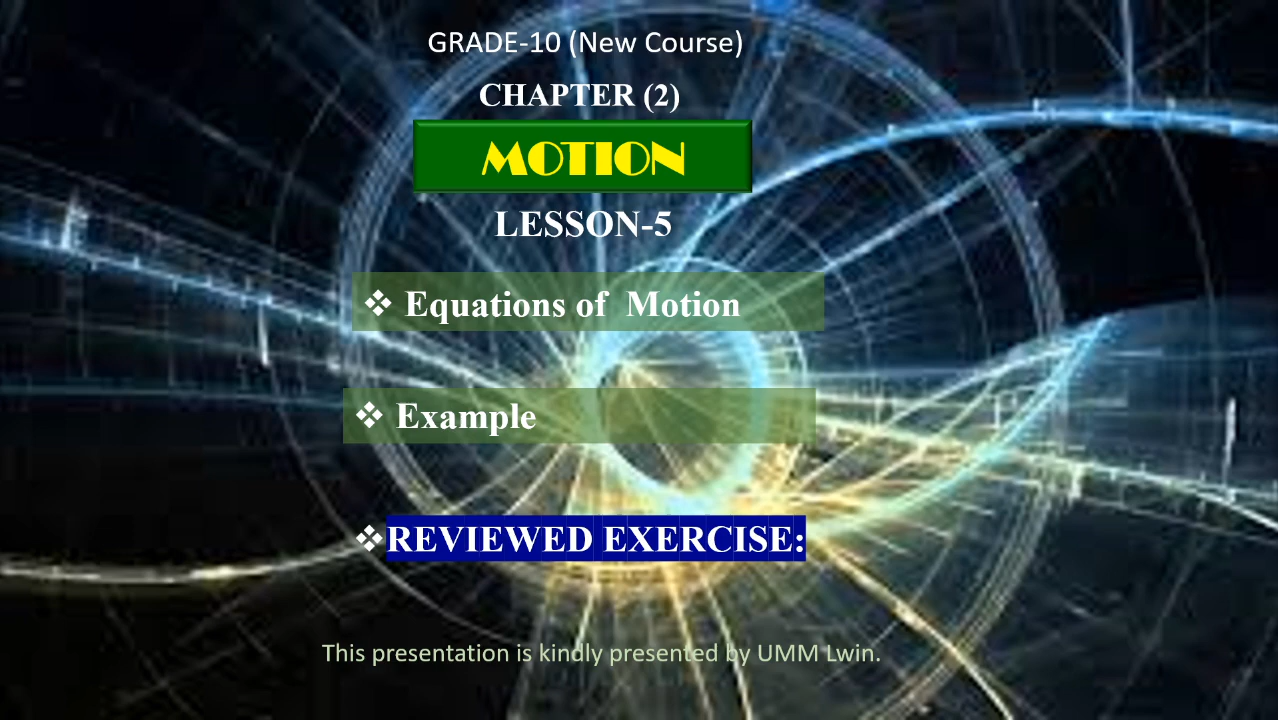 GRADE-10 (New Course)
CHAPTER (2)
MOTION
LESSON-5
❖ Equations of Motion
❖ Example
❖REVIEWED EXERCISE:
This presentation is kindly presented by UMM Lwin.